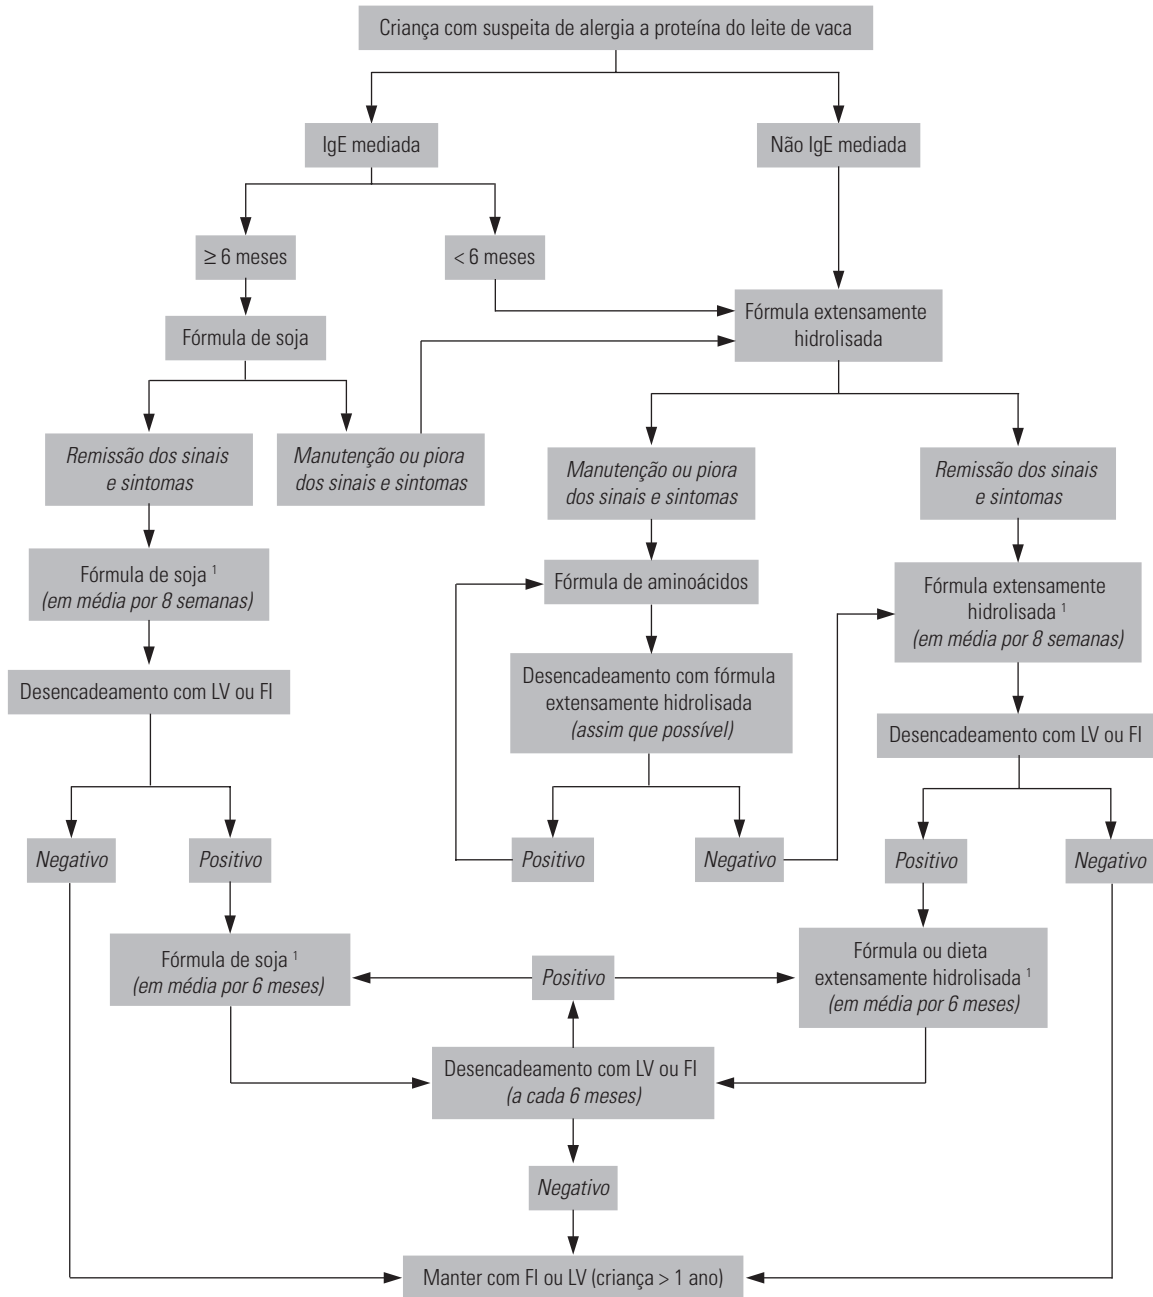 Criança com suspeita de alergia a proteína do leite de vaca
IgE mediada
Não IgE mediada
≥ 6 meses
< 6 meses
Fórmula de soja
Fórmula extensamente
hidrolisada
Remissão dos sinais
e sintomas
Manutenção ou piora
dos sinais e sintomas
Manutenção ou piora
dos sinais e sintomas
Remissão dos sinais
e sintomas
Fórmula de soja ¹
(em média por 8 semanas)
Fórmula de aminoácidos
Fórmula extensamente
hidrolisada ¹
(em média por 8 semanas)
Desencadeamento com LV ou FI
Desencadeamento com fórmula
extensamente hidrolisada
(assim que possível)
Desencadeamento com LV ou FI
Negativo
Positivo
Positivo
Negativo
Positivo
Negativo
Fórmula de soja ¹
(em média por 6 meses)
Positivo
Fórmula ou dieta
extensamente hidrolisada ¹
(em média por 6 meses)
Desencadeamento com LV ou FI
(a cada 6 meses)
Negativo
Manter com FI ou LV (criança > 1 ano)